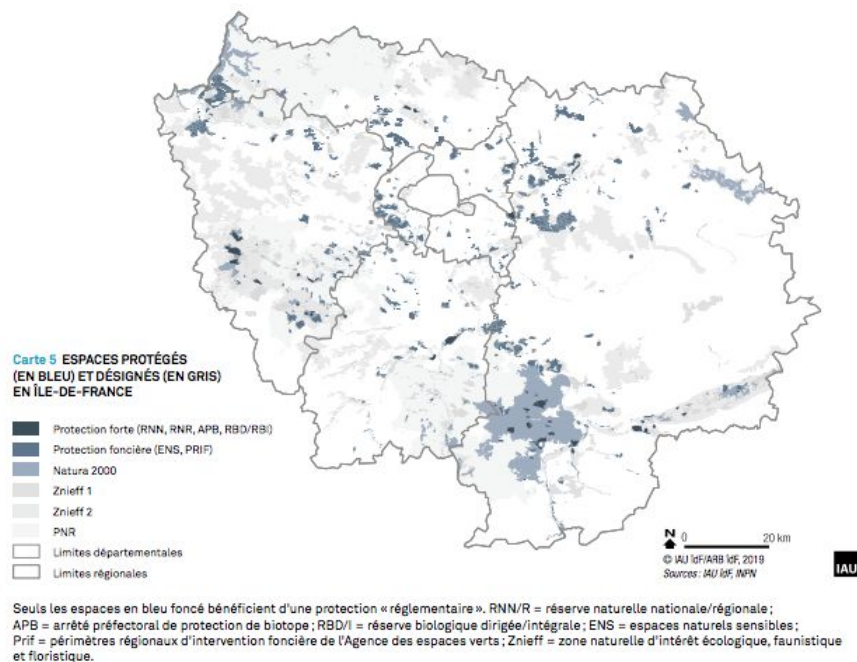 Carte 5 ESPACES PROTÉGÉS
(EN BLEU) ET DÉSIGNÉS (EN GRIS)
EN ÎLE-DE-FRANCE
Protection forte (RNN, RNR, APB, RBD/RBI)
Protection foncière (ENS, PRIF)
Natura 2000
Znieff 1
Znieff 2
PNR
Limites départementales
Limites régionales
N
0 20 km
© IAU îdF/ARB îdF, 2019
Sources : IAU îdF, INPN
IAU
Seuls les espaces en bleu foncé bénéficient d'une protection « réglementaire ». RNN/R = réserve naturelle nationale/régionale ;
APB = arrêté préfectoral de protection de biotope ; RBD/I = réserve biologique dirigée/intégrale ; ENS = espaces naturels sensibles ;
Prif = périmètres régionaux d'intervention foncière de l'Agence des espaces verts ; Znieff = zone naturelle d'intérêt écologique, faunistique
et floristique.